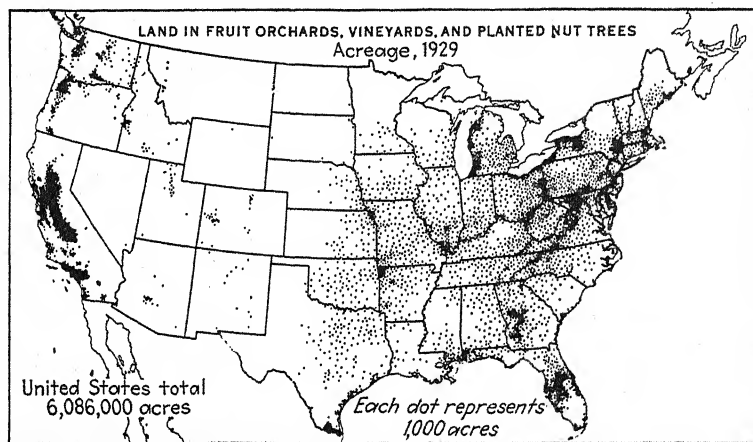 LAND IN FRUIT ORCHARDS, VINEYARDS, AND PLANTED NUT TREES
Acreage, 1929
United States total
6,086,000 acres
Each dot represents
1,000 acres